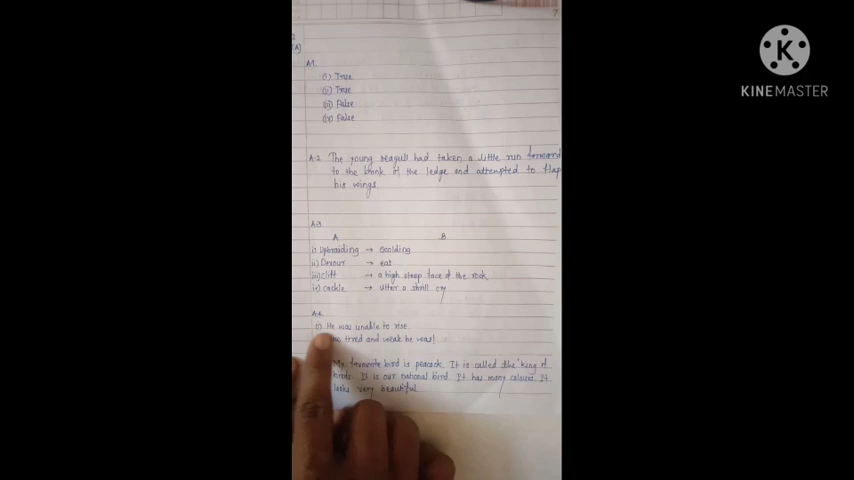 2
(A)
A1.
(i) True
(ii) True
(iii) False
(iv) False
A-2. The young seagull had taken a little run forward
to the brink of the ledge and attempted to flap
his wings.
A-3.
A B
i) Upbraiding → Scolding
ii) Devour → eat
iii) cliff → a high steep face of the rock
iv) cackle → utter a shrill cry
A4.
(i) He was unable to rise.
tired and weak he was!
My favourite bird is peacock. It is called the 'king of
birds. It is our national bird. It has many colours. It
looks very beautiful.
K
KINEMASTER